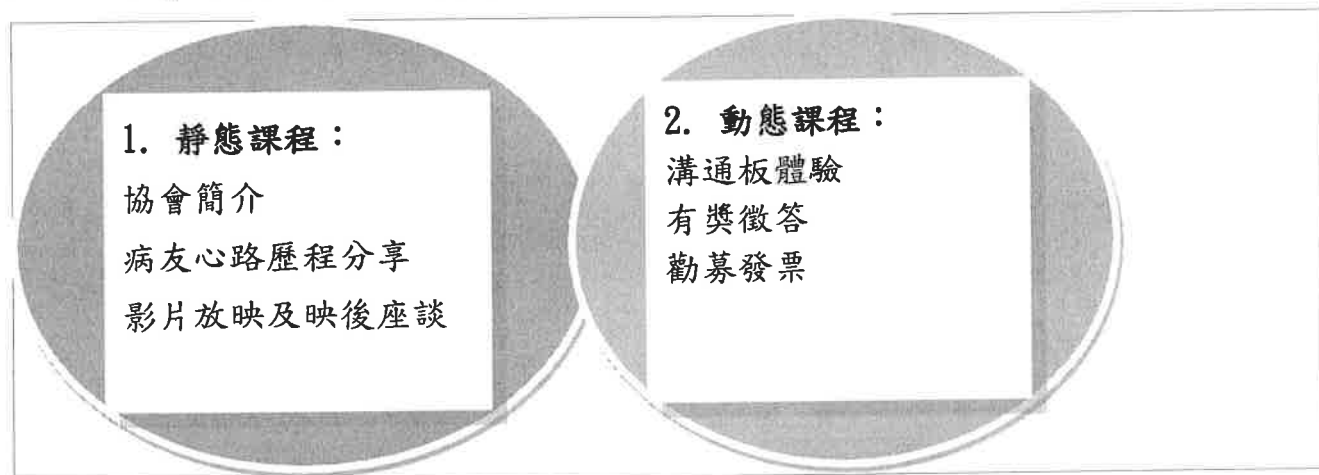 1. 靜態課程：
協會簡介
病友心路歷程分享
影片放映及映後座談
2. 動態課程：
溝通板體驗
有獎徵答
勸募發票